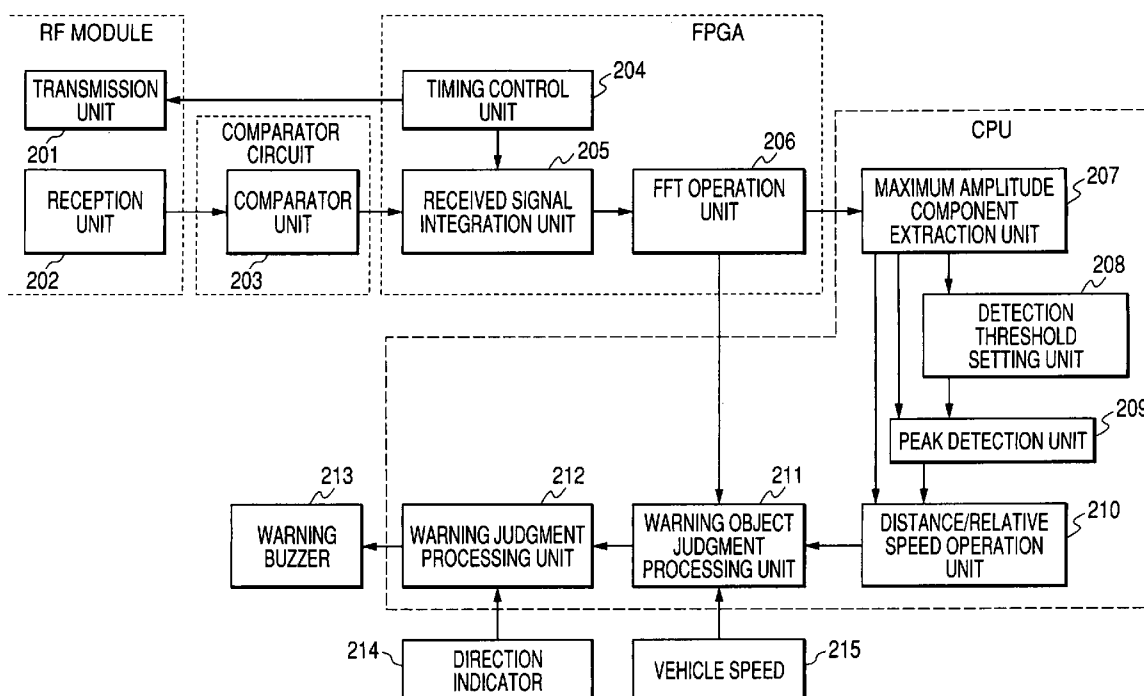 RF MODULE
FPGA
TRANSMISSION
UNIT
201
TIMING CONTROL
UNIT
204
COMPARATOR
CIRCUIT
CPU
RECEPTION
UNIT
202
COMPARATOR
UNIT
203
205
RECEIVED SIGNAL
INTEGRATION UNIT
206
FFT OPERATION
UNIT
MAXIMUM AMPLITUDE
COMPONENT
EXTRACTION UNIT
207
208
DETECTION
THRESHOLD
SETTING UNIT
209
PEAK DETECTION UNIT
213
WARNING
BUZZER
212
WARNING JUDGMENT
PROCESSING UNIT
211
WARNING OBJECT
JUDGMENT
PROCESSING UNIT
DISTANCE/RELATIVE
SPEED OPERATION
UNIT
210
214
DIRECTION
INDICATOR
VEHICLE SPEED
215